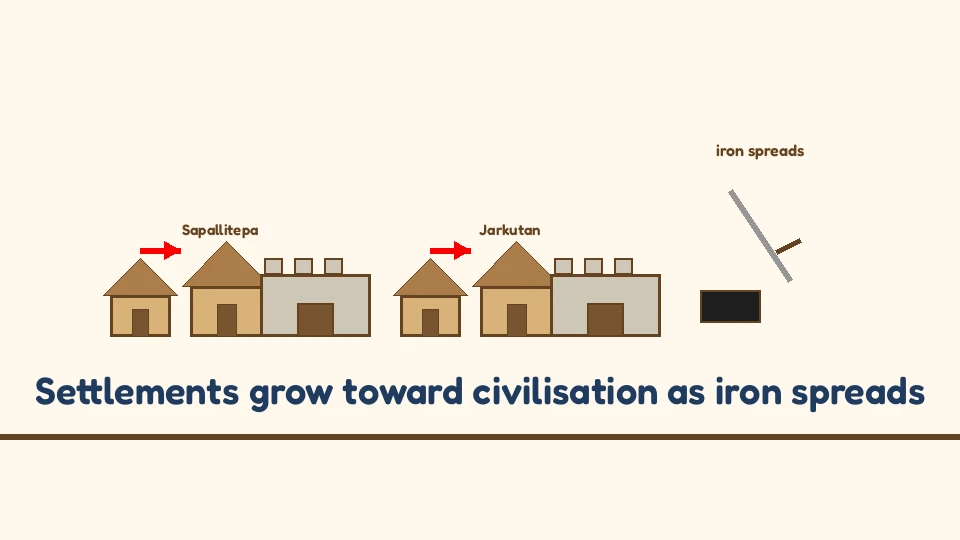 iron spreads
Sapallitepa
Jarkutan
Settlements grow toward civilisation as iron spreads